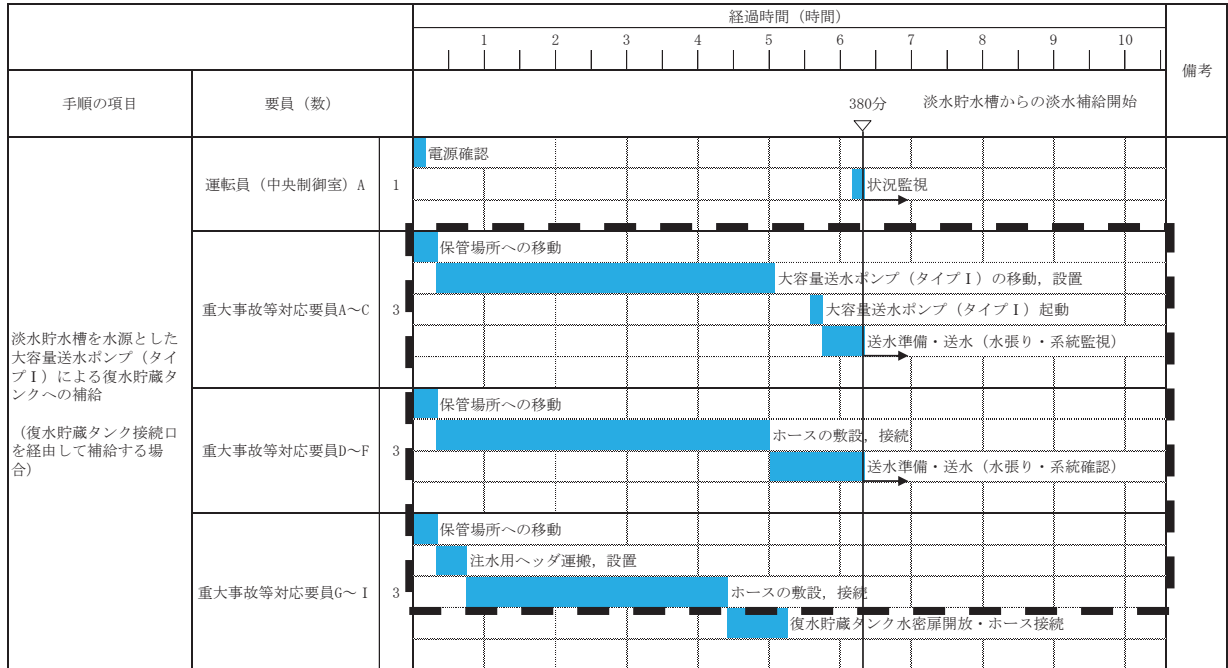 経過時間（時間）
1 2 3 4 5 6 7 8 9 10
備考
手順の項目
要員（数）
380分
淡水貯水槽からの淡水補給開始
淡水貯水槽を水源とした
大容量送水ポンプ（タイ
プⅠ）による復水貯蔵タ
ンクへの補給
（復水貯蔵タンク接続口
を経由して補給する場
合）
運転員（中央制御室）A
1
電源確認
状況監視
重大事故等対応要員A～C
3
保管場所への移動
大容量送水ポンプ（タイプⅠ）の移動，設置
大容量送水ポンプ（タイプⅠ）起動
送水準備・送水（水張り・系統監視）
重大事故等対応要員D～F
3
保管場所への移動
ホースの敷設，接続
送水準備・送水（水張り・系統確認）
重大事故等対応要員G～I
3
保管場所への移動
注水用ヘッダ運搬，設置
ホースの敷設，接続
復水貯蔵タンク水密扉開放・ホース接続